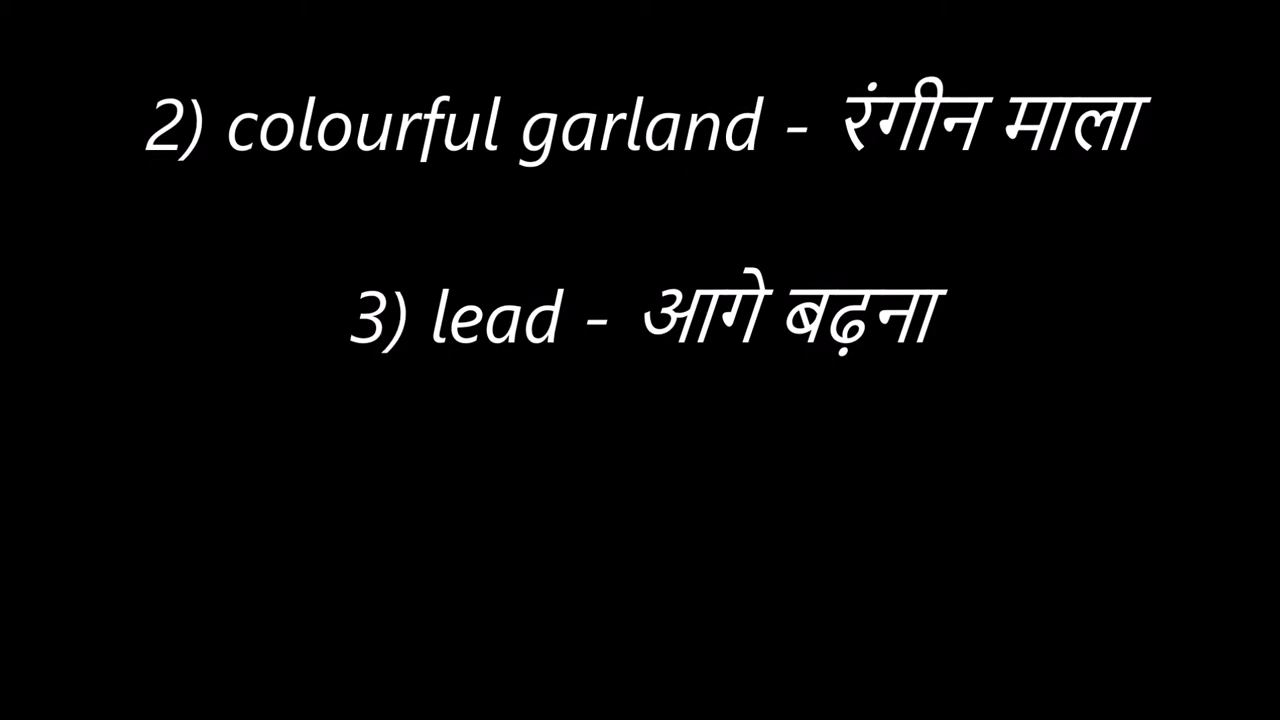 2) colourful garland - रंगीन माला
3) lead - आगे बढ़ना